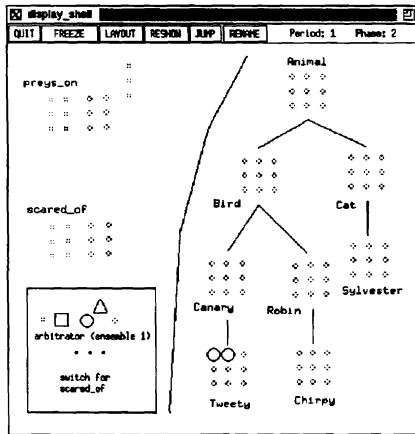 display_shell
QUIT FREEZE LAYOUT RESHOW JUMP RENAME Period: 1 Phase: 2
Animal
preys_on
Bird
Cat
scared_of
Sylvester
Canary
Robin
arbitrator (ensemble 1)
switch for
scared_of
Tweety
Chirpy